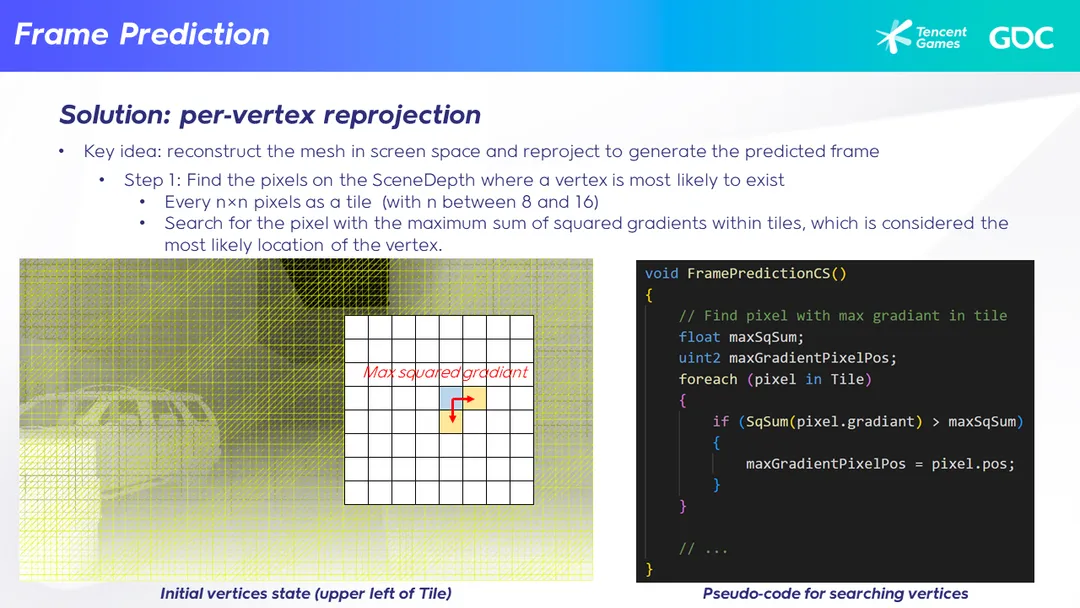 Frame Prediction
Tencent
Games
GDC
Solution: per-vertex reprojection
• Key idea: reconstruct the mesh in screen space and reproject to generate the predicted frame
• Step 1: Find the pixels on the SceneDepth where a vertex is most likely to exist
• Every n×n pixels as a tile (with n between 8 and 16)
• Search for the pixel with the maximum sum of squared gradients within tiles, which is considered the
most likely location of the vertex.
Max squared gradient
Initial vertices state (upper left of Tile)
void FramePredictionCS()
{
// Find pixel with max gradiant in tile
float maxSqSum;
uint2 maxGradientPixelPos;
foreach (pixel in Tile)
{
if (SqSum(pixel.gradiant) > maxSqSum)
{
maxGradientPixelPos = pixel.pos;
}
}
// ...
}
Pseudo-code for searching vertices